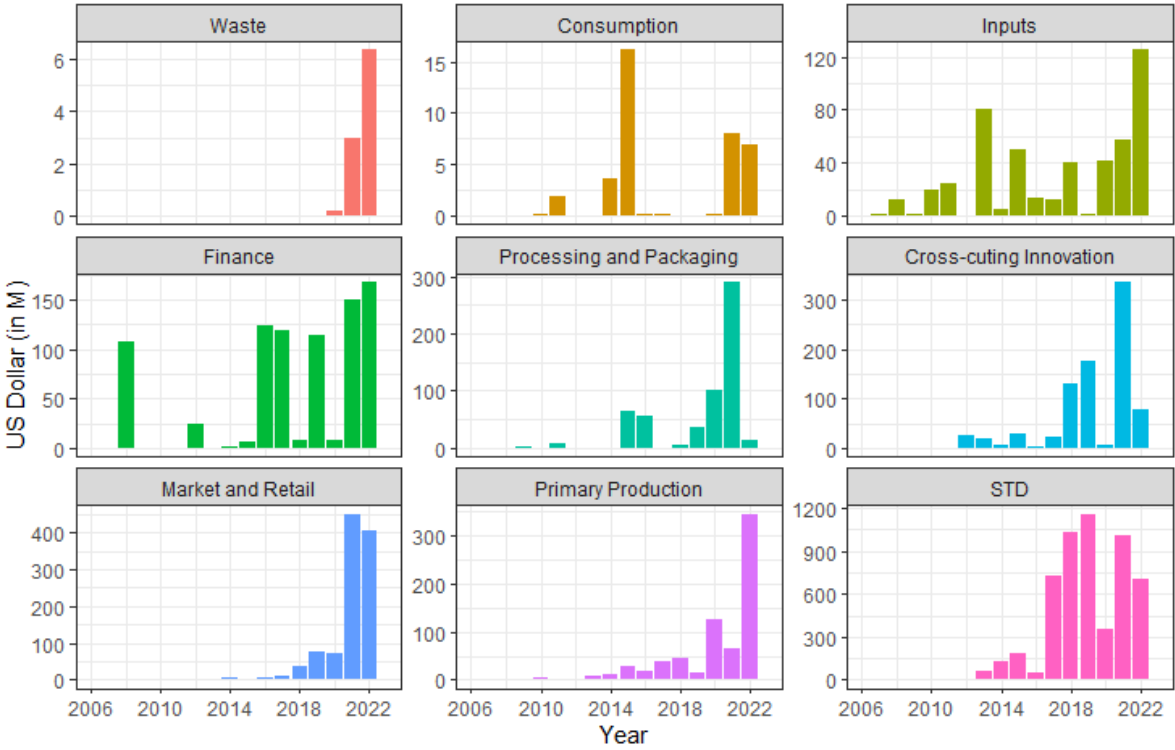 Waste
Consumption
Inputs
6
4
2
0
15
10
5
0
120
80
40
0
Finance
Processing and Packaging
Cross-cuting Innovation
150
100
50
0
300
200
100
0
300
200
100
0
Market and Retail
Primary Production
STD
400
300
200
100
0
300
200
100
0
1200
900
600
300
0
2006 2010 2014 2018 2022
2006 2010 2014 2018 2022
2006 2010 2014 2018 2022
US Dollar (in M )
Year